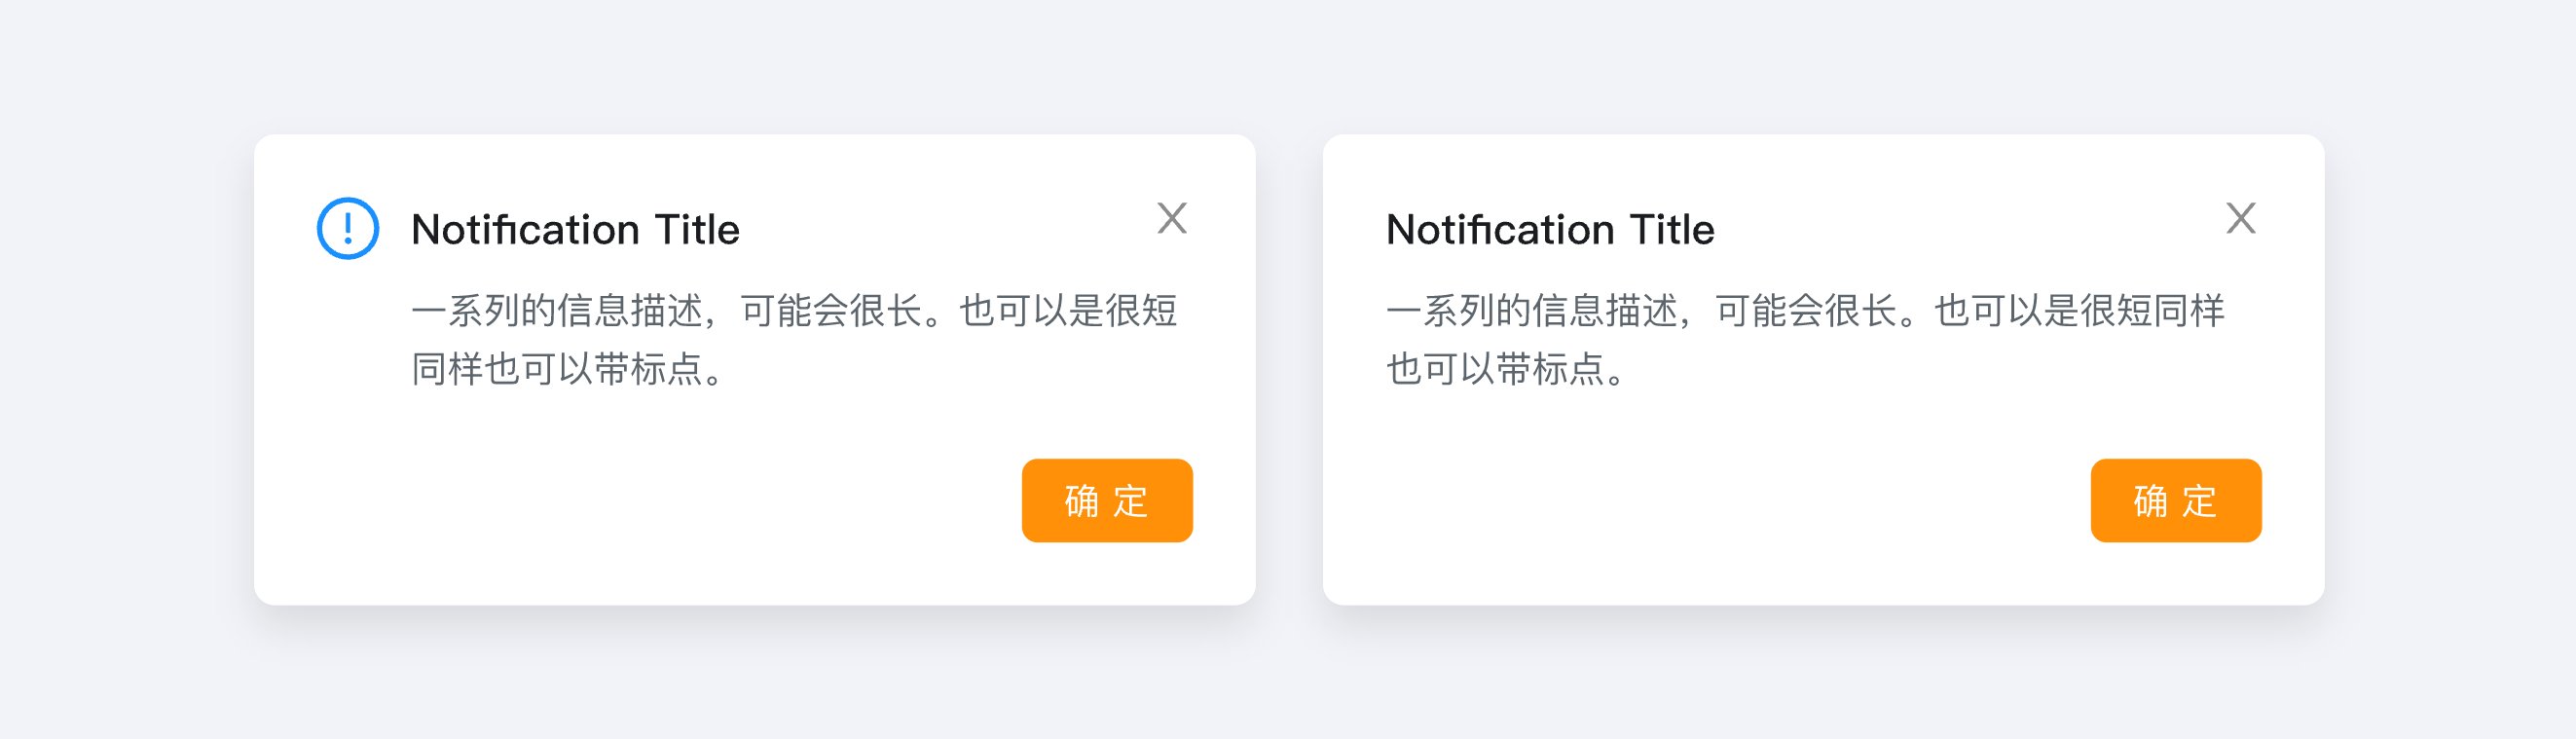 Notification Title
一系列的信息描述，可能会很长。也可以是很短
同样也可以带标点。
确 定
Notification Title
一系列的信息描述，可能会很长。也可以是很短同样
也可以带标点。
确 定